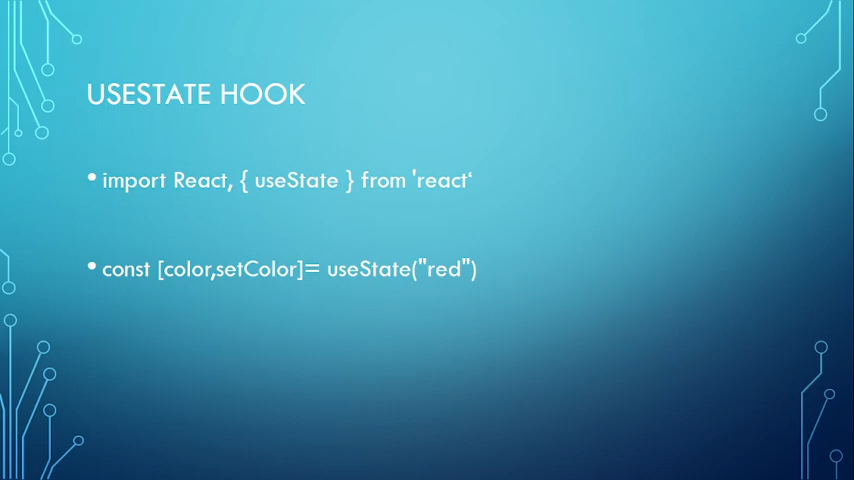 USESTATE HOOK
• import React, { useState } from 'react‘
• const [color,setColor]= useState("red")